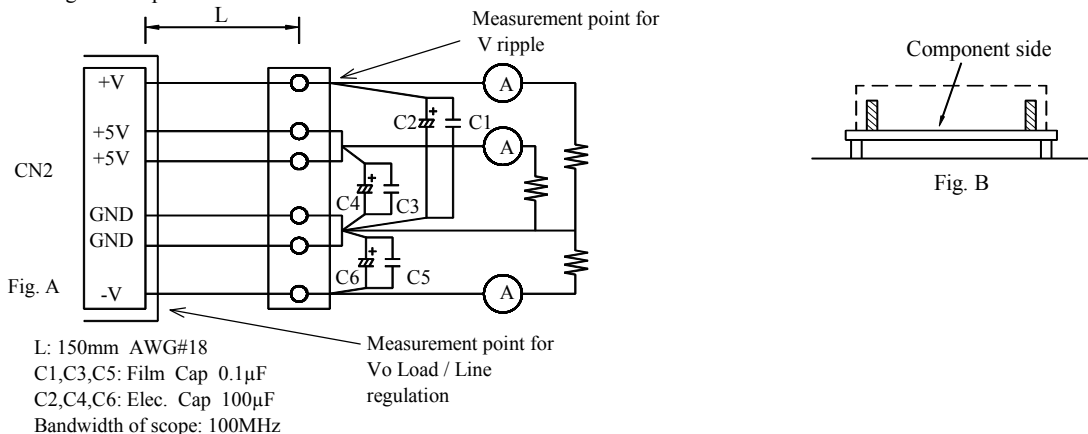 L
Measurement point for
V ripple
+V
+5V
+5V
CN2
GND
GND
Fig. A
-V
A
A
A
C2
C1
C4
C3
C6
C5
+
+
+
L: 150mm AWG#18
C1,C3,C5: Film Cap 0.1µF
C2,C4,C6: Elec. Cap 100µF
Bandwidth of scope: 100MHz
Measurement point for
Vo Load / Line
regulation
Component side
Fig. B